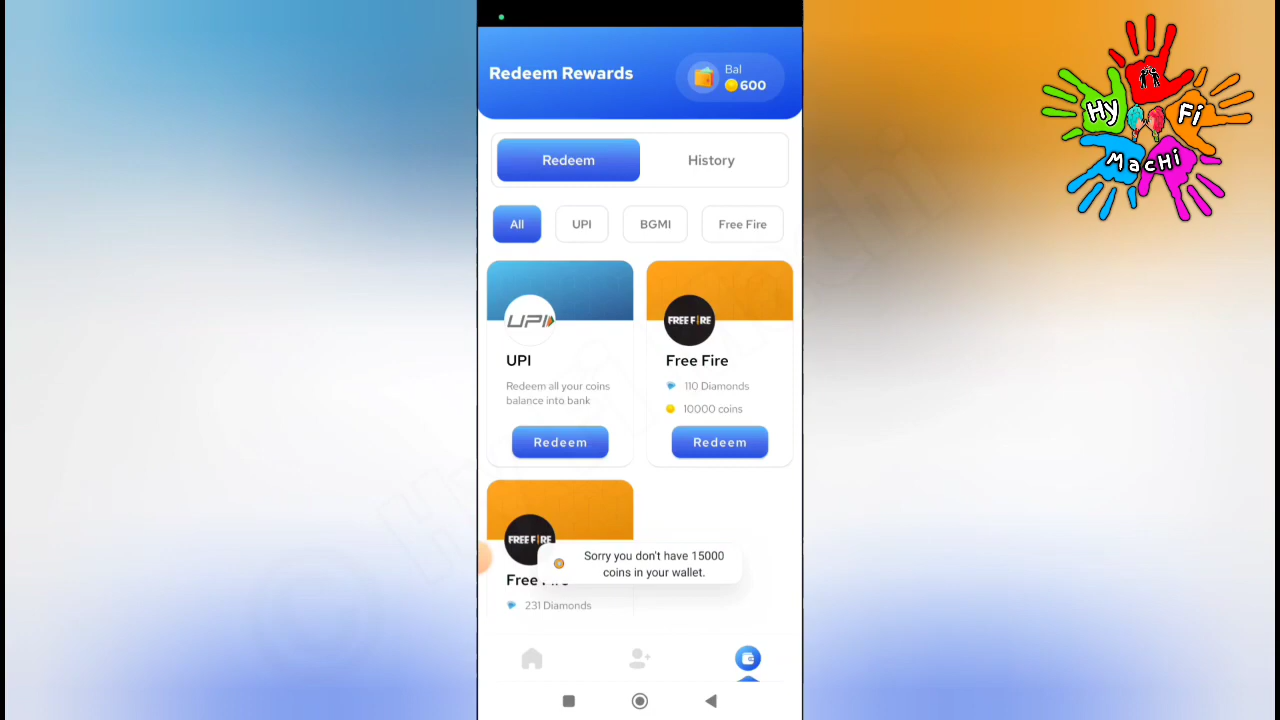 Redeem Rewards
Bal
600
Redeem
History
All
UPI
BGMI
Free Fire
UPI
UPI
Redeem all your coins
balance into bank
Redeem
FREE FIRE
Free Fire
110 Diamonds
10000 coins
Redeem
FREE FIRE
Free
231 Diamonds
Sorry you don't have 15000
coins in your wallet.
Hy Fi
MacHi